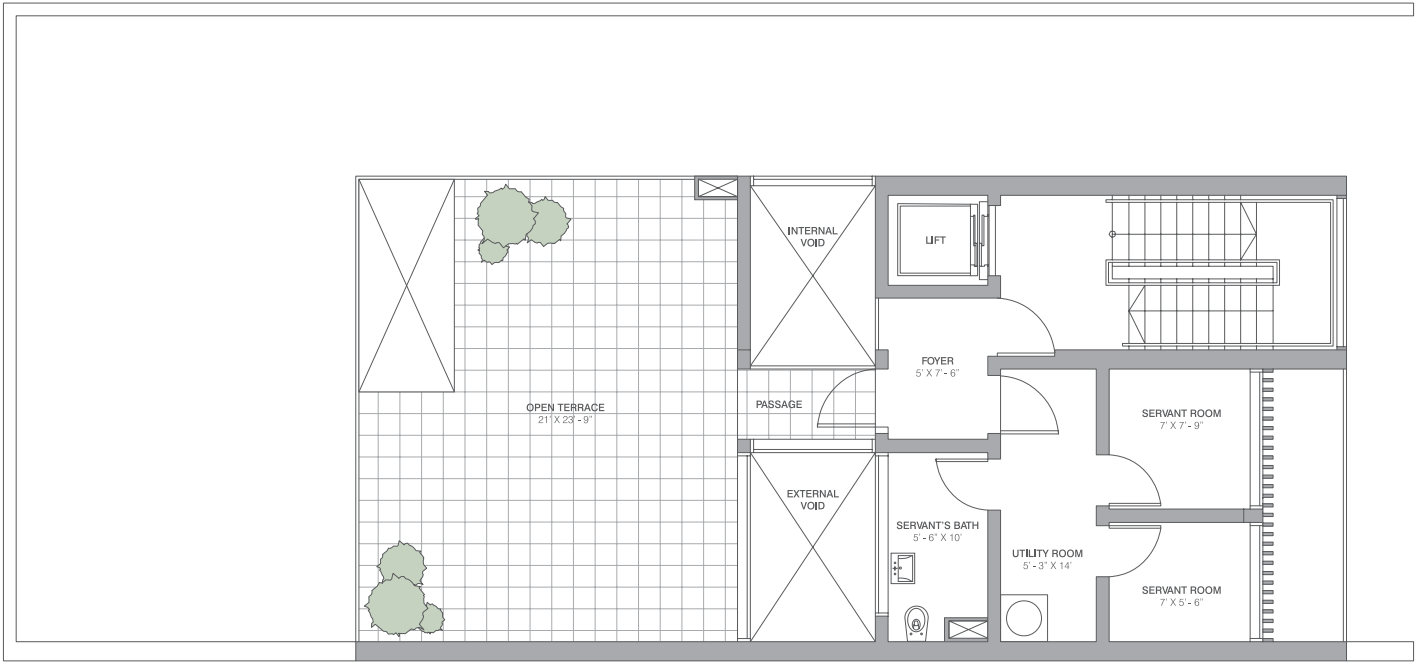 INTERNAL
VOID
LIFT
FOYER
5' X 7' - 6"
OPEN TERRACE
21' X 23' - 9"
PASSAGE
SERVANT ROOM
7' X 7' - 9"
EXTERNAL
VOID
SERVANT'S BATH
5' - 6" X 10'
UTILITY ROOM
5' - 3" X 14'
SERVANT ROOM
7' X 5' - 6"